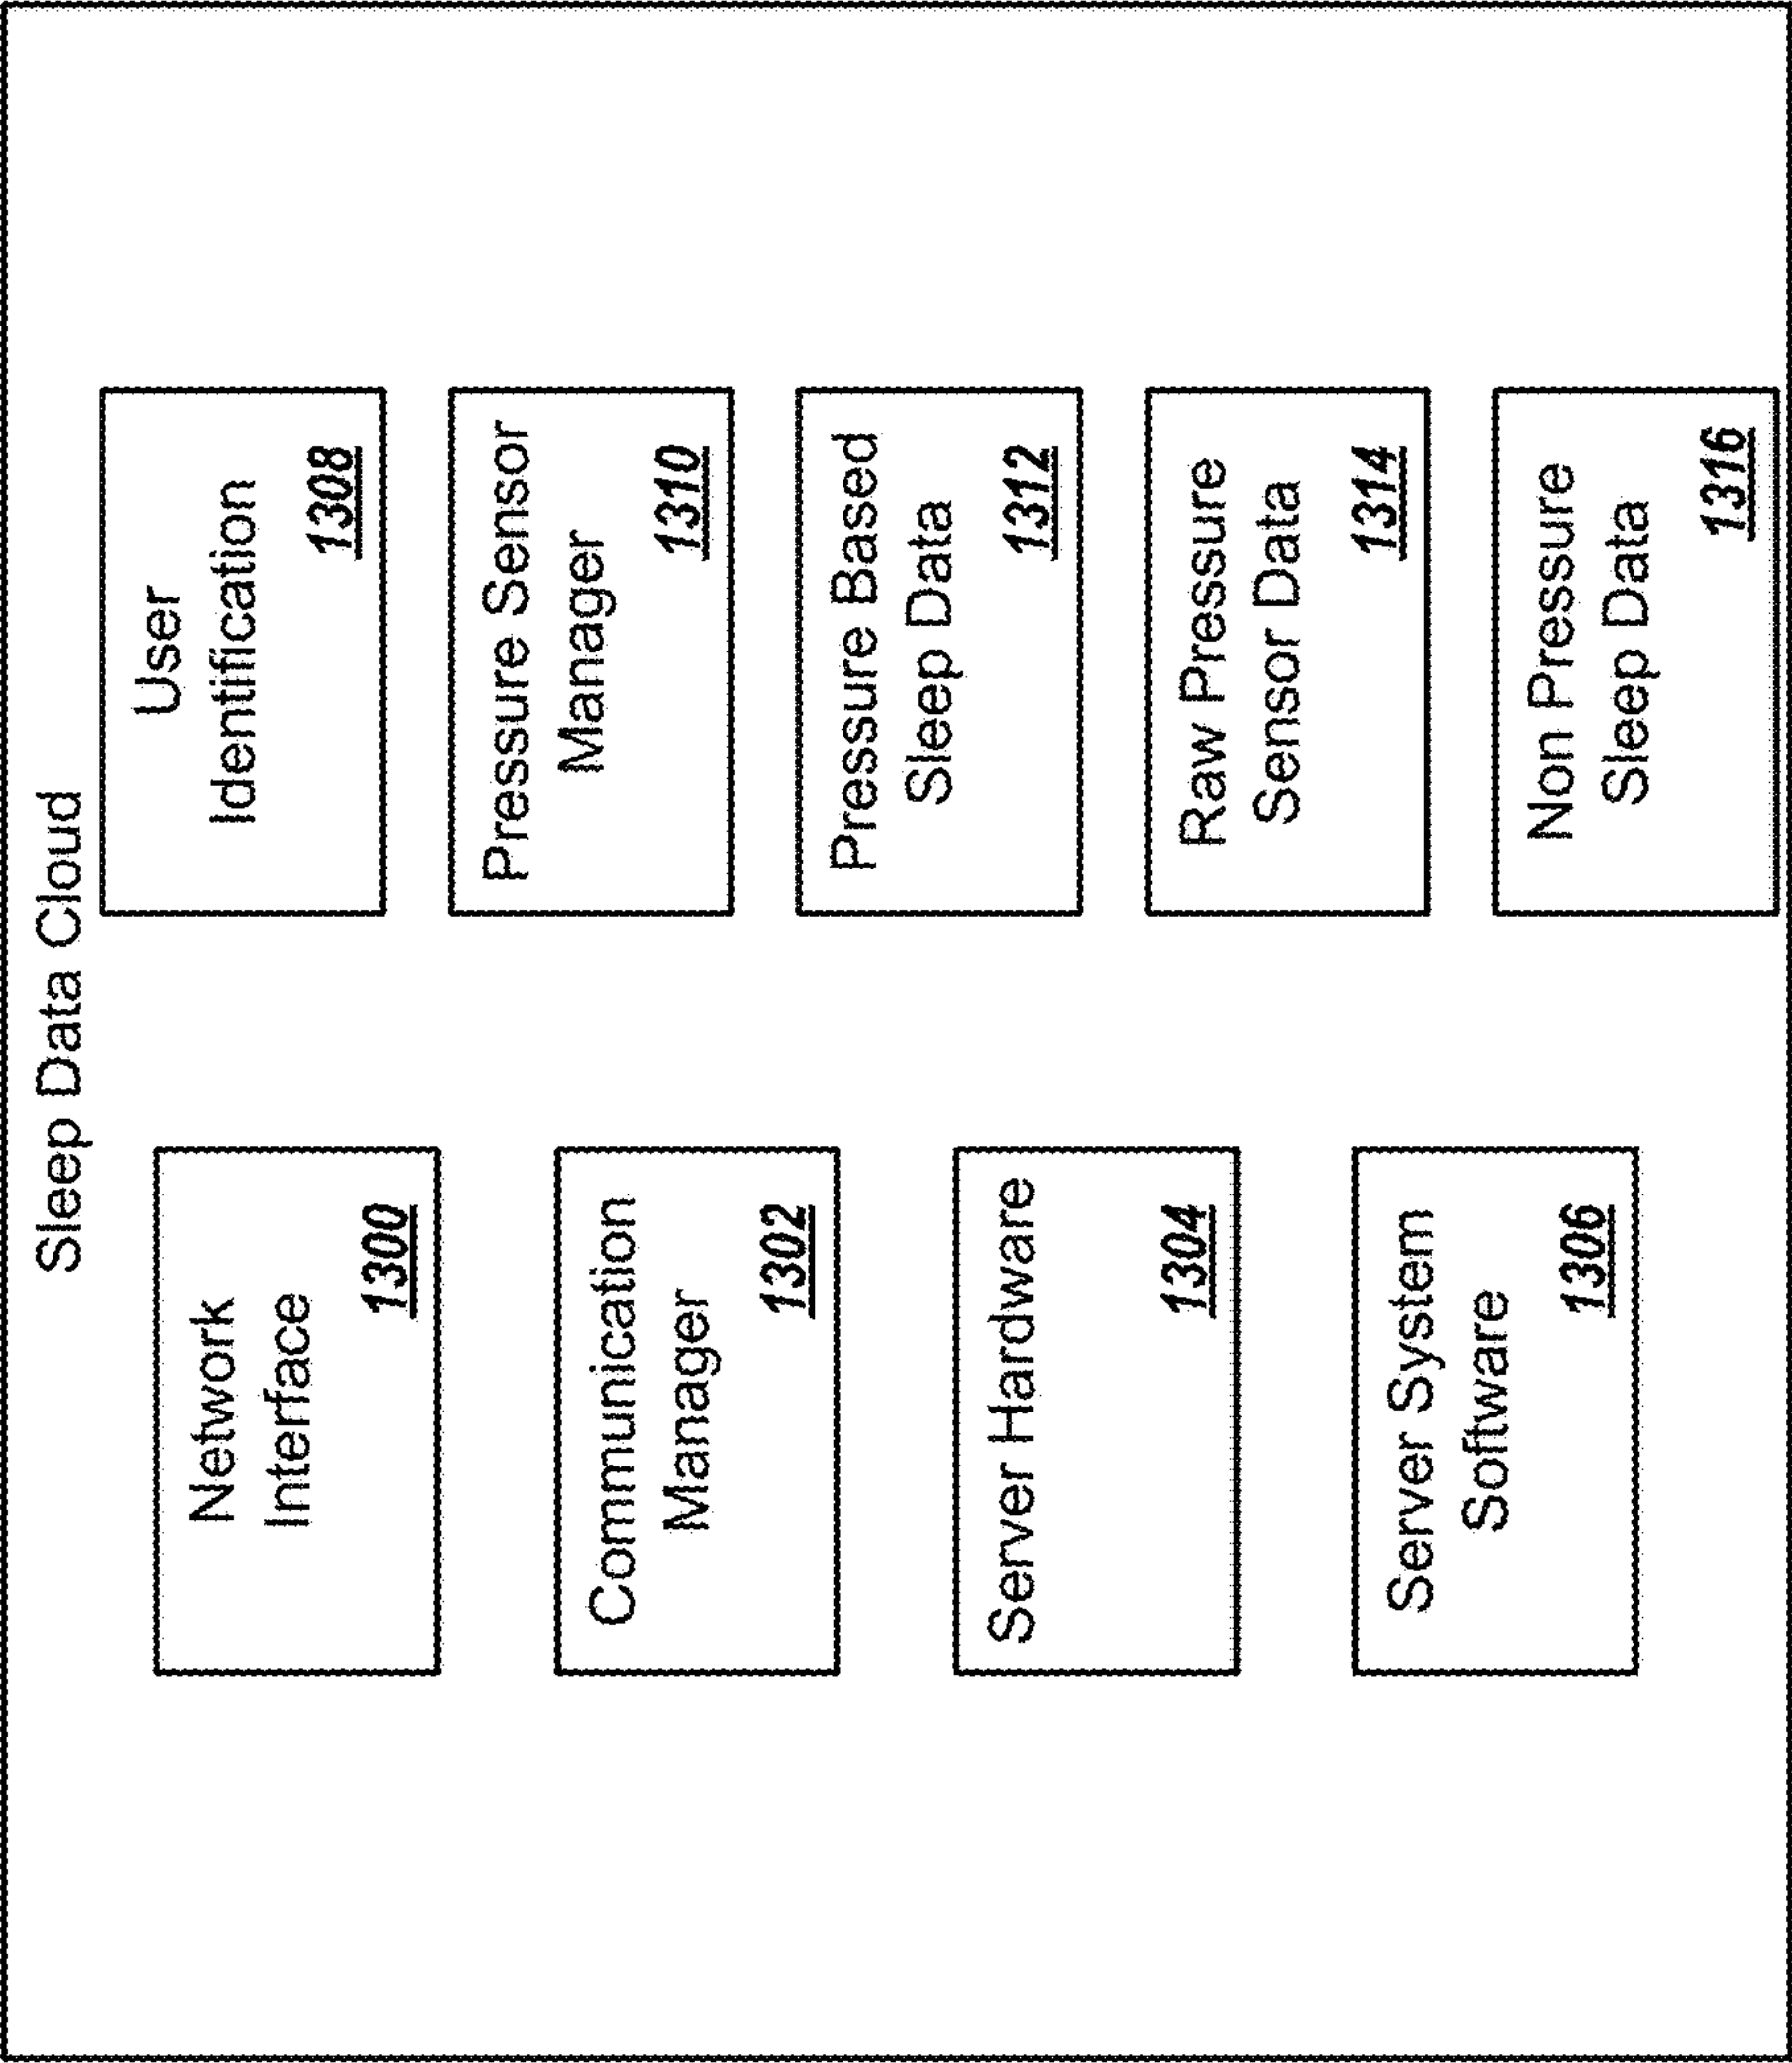 Sleep Data Cloud
Network
Interface
1300
Communication
Manager
1302
Server Hardware
1304
Server System
Software
1306
User
Identification
1308
Pressure Sensor
Manager
1310
Pressure Based
Sleep Data
1312
Raw Pressure
Sensor Data
1314
Non Pressure
Sleep Data
1316